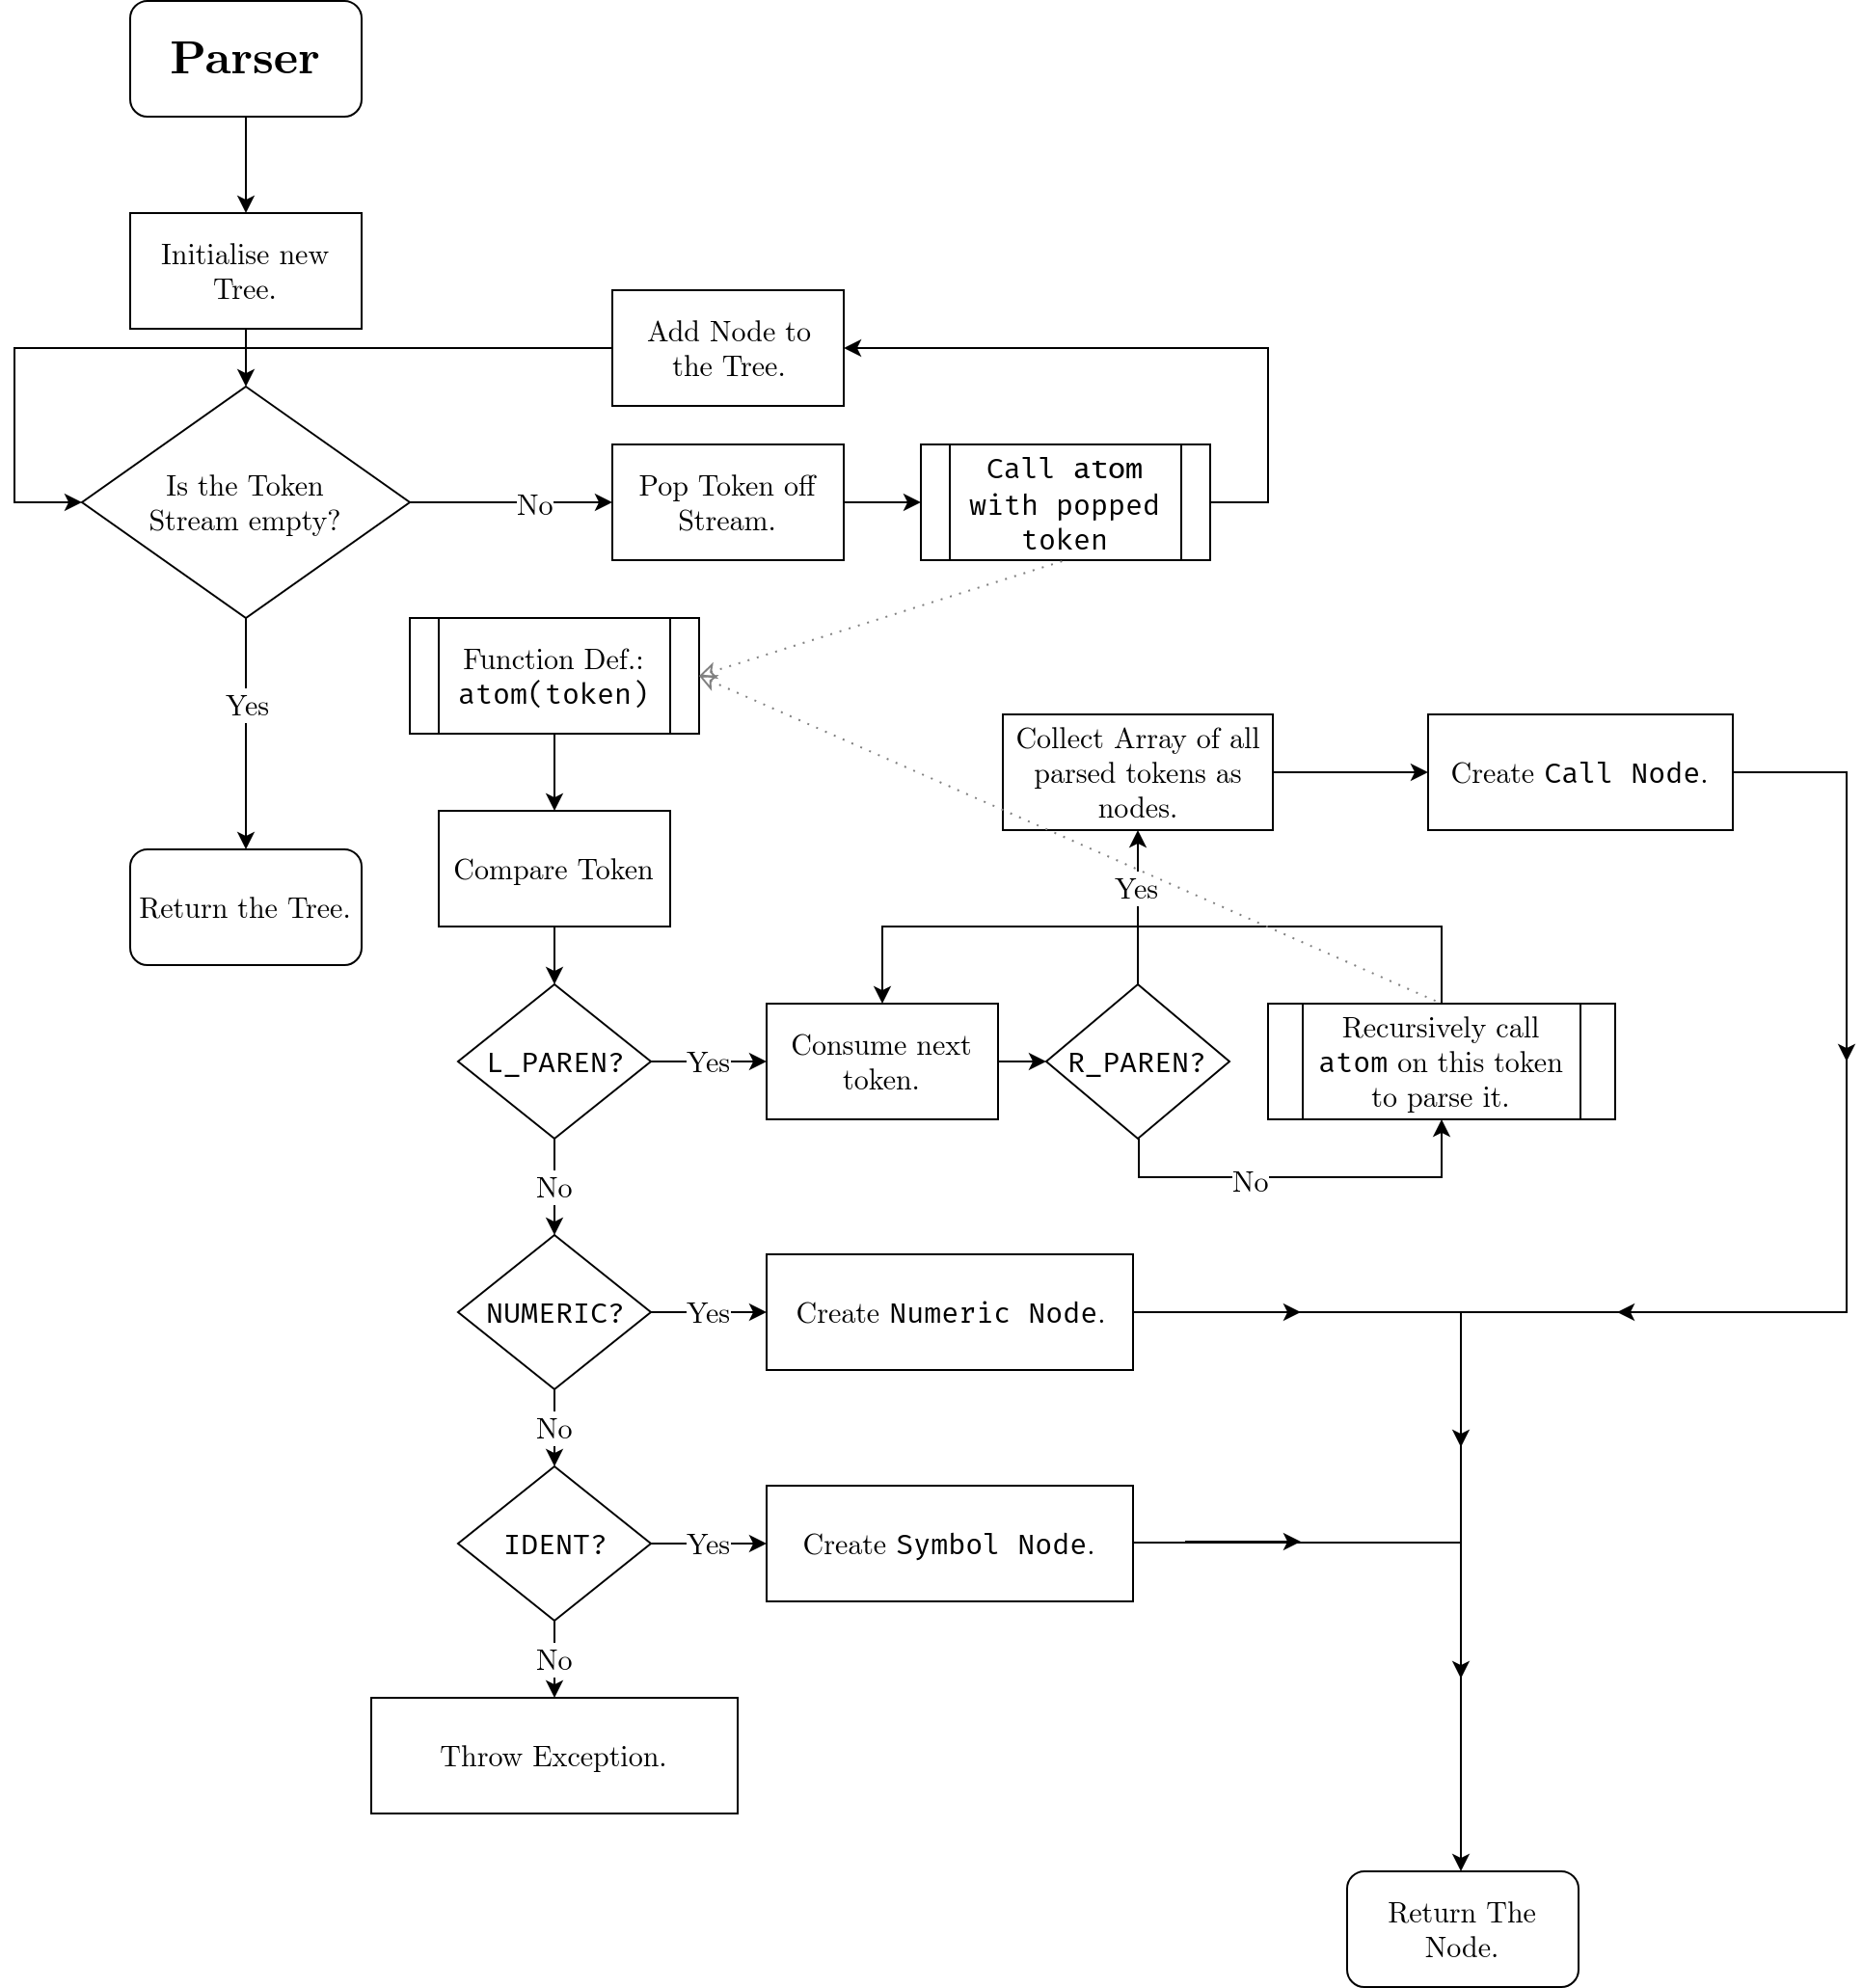 Parser
Initialise new
Tree.
Add Node to
the Tree.
Is the Token
Stream empty?
No
Pop Token off
Stream.
Call atom
with popped
token
Yes
Return the Tree.
Function Def.:
atom(token)
Compare Token
Collect Array of all
parsed tokens as
nodes.
Create Call Node.
Yes
L_PAREN?
Yes
Consume next
token.
R_PAREN?
Recursively call
atom on this token
to parse it.
No
No
NUMERIC?
Yes
Create Numeric Node.
No
IDENT?
Yes
Create Symbol Node.
No
Throw Exception.
Return The
Node.